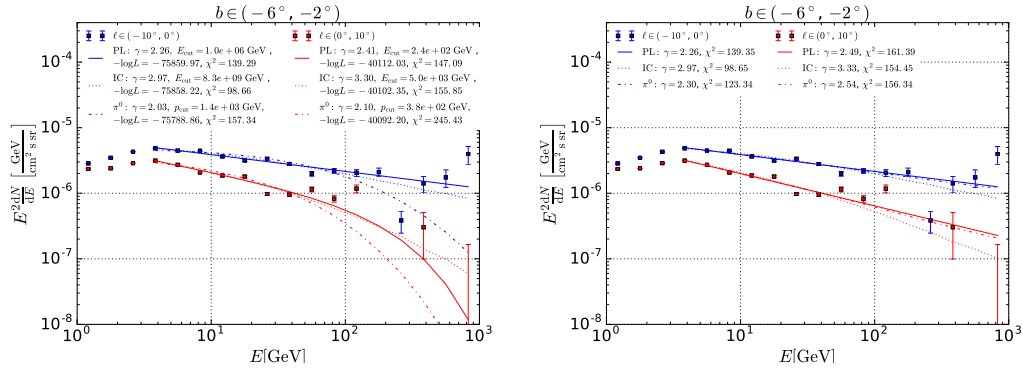 b ∈ (−6°, −2°)
ℓ ∈ (−10°, 0°)
PL: γ = 2.26, E_cut = 1.0e+06 GeV,
-logL = −75859.97, χ² = 139.29
IC: γ = 2.97, E_cut = 8.3e+09 GeV,
-logL = −75858.22, χ² = 98.66
π⁰: γ = 2.03, p_cut = 1.4e+03 GeV,
-logL = −75788.86, χ² = 157.34
ℓ ∈ (0°, 10°)
PL: γ = 2.41, E_cut = 2.4e+02 GeV,
-logL = −40112.03, χ² = 147.09
IC: γ = 3.30, E_cut = 5.0e+03 GeV,
-logL = −40102.35, χ² = 155.85
π⁰: γ = 2.10, p_cut = 3.8e+02 GeV,
-logL = −40092.20, χ² = 245.43
10⁻⁴
10⁻⁵
10⁻⁶
10⁻⁷
10⁻⁸
E² dN/dE [GeV/cm² s sr]
10⁰ 10¹ 10² 10³
E[GeV]
b ∈ (−6°, −2°)
ℓ ∈ (−10°, 0°)
PL: γ = 2.26, χ² = 139.35
IC: γ = 2.97, χ² = 98.65
π⁰: γ = 2.30, χ² = 123.34
ℓ ∈ (0°, 10°)
PL: γ = 2.49, χ² = 161.39
IC: γ = 3.33, χ² = 154.45
π⁰: γ = 2.54, χ² = 156.34
10⁻⁴
10⁻⁵
10⁻⁶
10⁻⁷
10⁻⁸
E² dN/dE [GeV/cm² s sr]
10⁰ 10¹ 10² 10³
E[GeV]